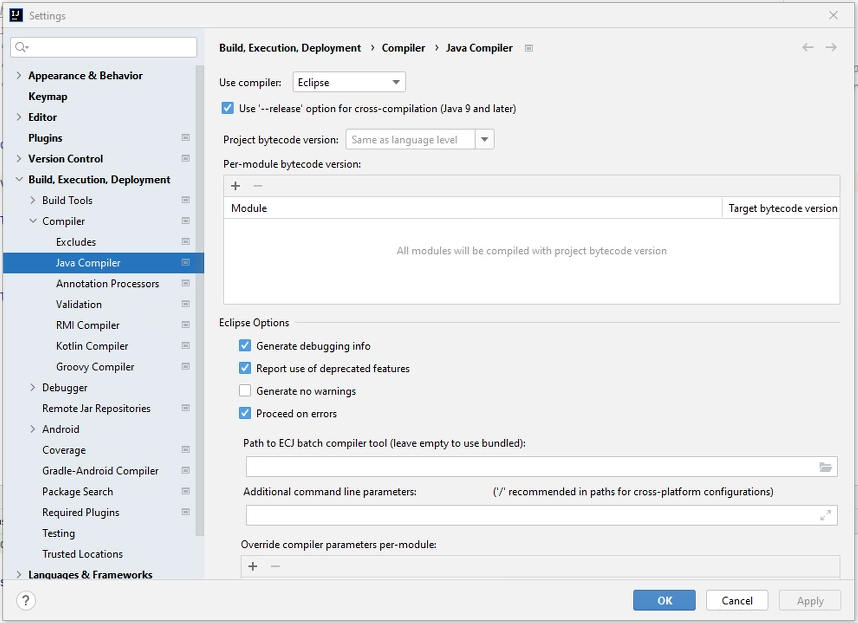 Settings
Build, Execution, Deployment › Compiler › Java Compiler
Appearance & Behavior
Keymap
Editor
Plugins
Version Control
Build, Execution, Deployment
Build Tools
Compiler
Excludes
Java Compiler
Annotation Processors
Validation
RMI Compiler
Kotlin Compiler
Groovy Compiler
Debugger
Remote Jar Repositories
Android
Coverage
Gradle-Android Compiler
Package Search
Required Plugins
Testing
Trusted Locations
Languages & Frameworks
Use compiler: Eclipse
Use '--release' option for cross-compilation (Java 9 and later)
Project bytecode version: Same as language level
Per-module bytecode version:
Module Target bytecode version
All modules will be compiled with project bytecode version
Eclipse Options
Generate debugging info
Report use of deprecated features
Generate no warnings
Proceed on errors
Path to ECJ batch compiler tool (leave empty to use bundled):
Additional command line parameters: ('/' recommended in paths for cross-platform configurations)
Override compiler parameters per-module:
? OK Cancel Apply